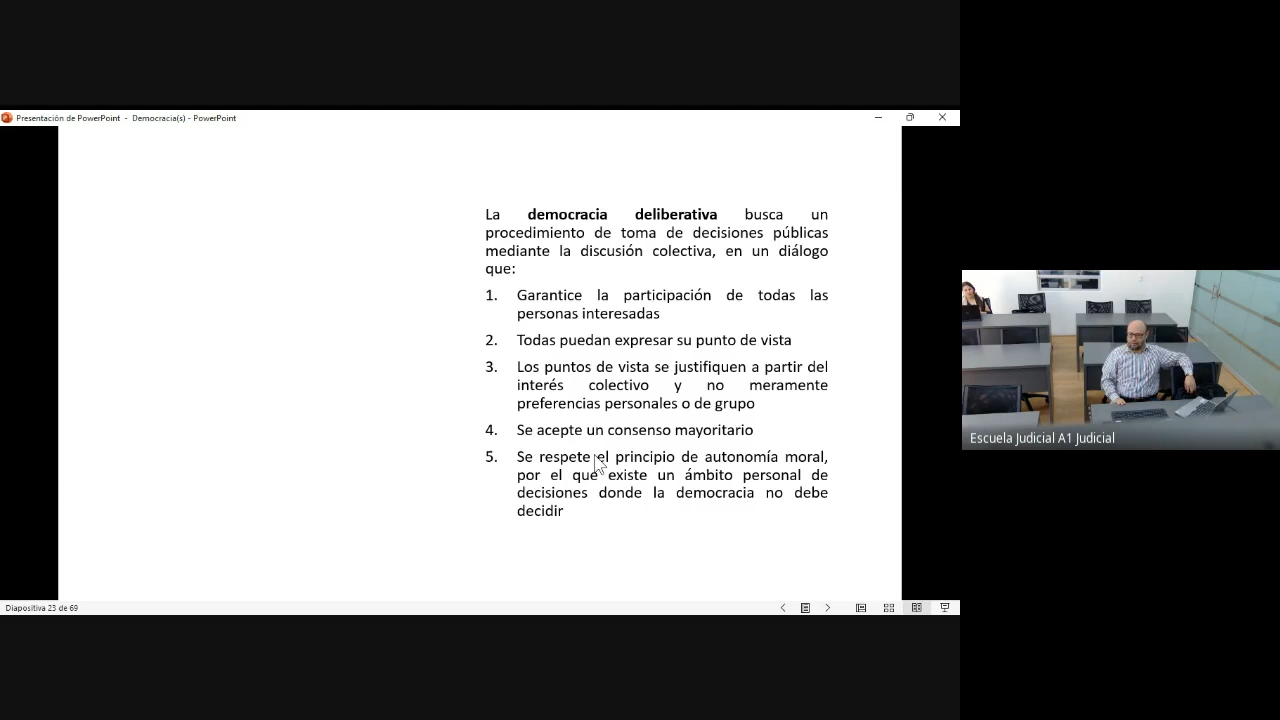 Presentación de PowerPoint - Democracia(s) - PowerPoint
La democracia deliberativa busca un
procedimiento de toma de decisiones públicas
mediante la discusión colectiva, en un diálogo
que:
1. Garantice la participación de todas las
personas interesadas
2. Todas puedan expresar su punto de vista
3. Los puntos de vista se justifiquen a partir del
interés colectivo y no meramente
preferencias personales o de grupo
4. Se acepte un consenso mayoritario
5. Se respete el principio de autonomía moral,
por el que existe un ámbito personal de
decisiones donde la democracia no debe
decidir
Diapositiva 23 de 69
Escuela Judicial A1 Judicial